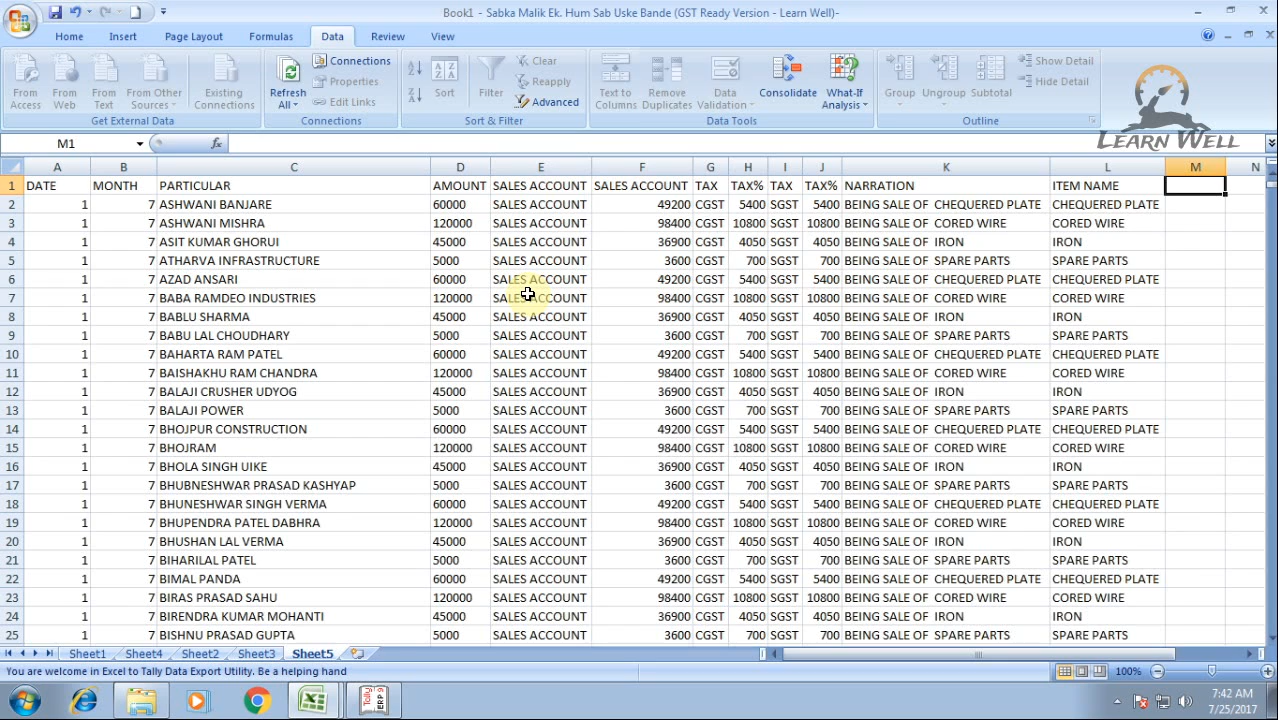 Book1 - Sabka Malik Ek. Hum Sab Uske Bande (GST Ready Version - Learn Well)-
Home Insert Page Layout Formulas Data Review View
From Access
From Web
From Text
From Other Sources
Existing Connections
Get External Data
Refresh All
Connections
Properties
Edit Links
Connections
Sort
Filter
Clear
Reapply
Advanced
Sort & Filter
Text to Columns
Remove Duplicates
Data Validation
Consolidate
What-If Analysis
Data Tools
Group
Ungroup
Subtotal
Show Detail
Hide Detail
Outline
LEARN WELL
M1 fx
A B C D E F G H I J K L M N
1 DATE MONTH PARTICULAR AMOUNT SALES ACCOUNT SALES ACCOUNT TAX TAX% TAX TAX% NARRATION ITEM NAME
2 1 7 ASHWANI BANJARE 60000 SALES ACCOUNT 49200 CGST 5400 SGST 5400 BEING SALE OF CHEQUERED PLATE CHEQUERED PLATE
3 1 7 ASHWANI MISHRA 120000 SALES ACCOUNT 98400 CGST 10800 SGST 10800 BEING SALE OF CORED WIRE CORED WIRE
4 1 7 ASIT KUMAR GHORUI 45000 SALES ACCOUNT 36900 CGST 4050 SGST 4050 BEING SALE OF IRON IRON
5 1 7 ATHARVA INFRASTRUCTURE 5000 SALES ACCOUNT 3600 CGST 700 SGST 700 BEING SALE OF SPARE PARTS SPARE PARTS
6 1 7 AZAD ANSARI 60000 SALES ACCOUNT 49200 CGST 5400 SGST 5400 BEING SALE OF CHEQUERED PLATE CHEQUERED PLATE
7 1 7 BABA RAMDEO INDUSTRIES 120000 SALES ACCOUNT 98400 CGST 10800 SGST 10800 BEING SALE OF CORED WIRE CORED WIRE
8 1 7 BABLU SHARMA 45000 SALES ACCOUNT 36900 CGST 4050 SGST 4050 BEING SALE OF IRON IRON
9 1 7 BABU LAL CHOUDHARY 5000 SALES ACCOUNT 3600 CGST 700 SGST 700 BEING SALE OF SPARE PARTS SPARE PARTS
10 1 7 BAHARTA RAM PATEL 60000 SALES ACCOUNT 49200 CGST 5400 SGST 5400 BEING SALE OF CHEQUERED PLATE CHEQUERED PLATE
11 1 7 BAISHAKHU RAM CHANDRA 120000 SALES ACCOUNT 98400 CGST 10800 SGST 10800 BEING SALE OF CORED WIRE CORED WIRE
12 1 7 BALAJI CRUSHER UDYOG 45000 SALES ACCOUNT 36900 CGST 4050 SGST 4050 BEING SALE OF IRON IRON
13 1 7 BALAJI POWER 5000 SALES ACCOUNT 3600 CGST 700 SGST 700 BEING SALE OF SPARE PARTS SPARE PARTS
14 1 7 BHOJPUR CONSTRUCTION 60000 SALES ACCOUNT 49200 CGST 5400 SGST 5400 BEING SALE OF CHEQUERED PLATE CHEQUERED PLATE
15 1 7 BHOJRAM 120000 SALES ACCOUNT 98400 CGST 10800 SGST 10800 BEING SALE OF CORED WIRE CORED WIRE
16 1 7 BHOLA SINGH UIKE 45000 SALES ACCOUNT 36900 CGST 4050 SGST 4050 BEING SALE OF IRON IRON
17 1 7 BHUBNESHWAR PRASAD KASHYAP 5000 SALES ACCOUNT 3600 CGST 700 SGST 700 BEING SALE OF SPARE PARTS SPARE PARTS
18 1 7 BHUNESHWAR SINGH VERMA 60000 SALES ACCOUNT 49200 CGST 5400 SGST 5400 BEING SALE OF CHEQUERED PLATE CHEQUERED PLATE
19 1 7 BHUPENDRA PATEL DABHRA 120000 SALES ACCOUNT 98400 CGST 10800 SGST 10800 BEING SALE OF CORED WIRE CORED WIRE
20 1 7 BHUSHAN LAL VERMA 45000 SALES ACCOUNT 36900 CGST 4050 SGST 4050 BEING SALE OF IRON IRON
21 1 7 BIHARILAL PATEL 5000 SALES ACCOUNT 3600 CGST 700 SGST 700 BEING SALE OF SPARE PARTS SPARE PARTS
22 1 7 BIMAL PANDA 60000 SALES ACCOUNT 49200 CGST 5400 SGST 5400 BEING SALE OF CHEQUERED PLATE CHEQUERED PLATE
23 1 7 BIRAS PRASAD SAHU 120000 SALES ACCOUNT 98400 CGST 10800 SGST 10800 BEING SALE OF CORED WIRE CORED WIRE
24 1 7 BIRENDRA KUMAR MOHANTI 45000 SALES ACCOUNT 36900 CGST 4050 SGST 4050 BEING SALE OF IRON IRON
25 1 7 BISHNU PRASAD GUPTA 5000 SALES ACCOUNT 3600 CGST 700 SGST 700 BEING SALE OF SPARE PARTS SPARE PARTS
Sheet1 Sheet4 Sheet2 Sheet3 Sheet5
You are welcome in Excel to Tally Data Export Utility. Be a helping hand 100%
Tally ERP 9
7:42 AM
7/25/2017